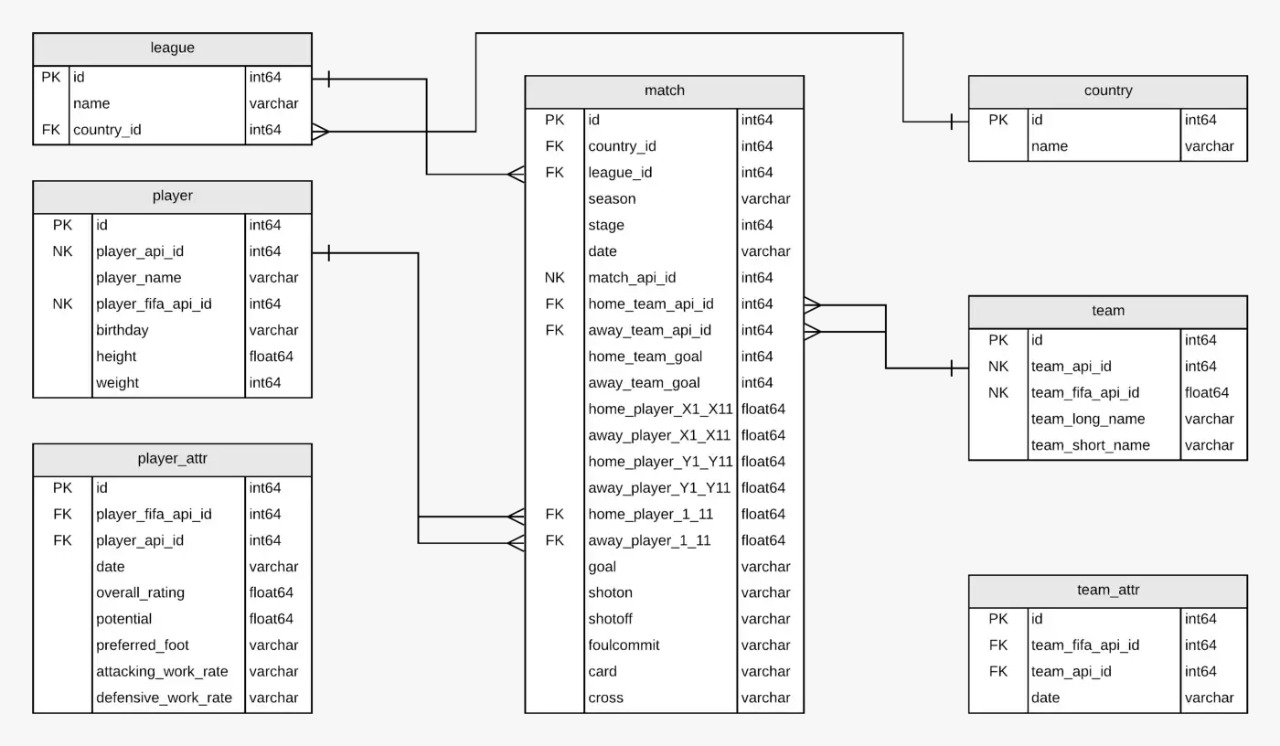 league
PK id int64
name varchar
FK country_id int64
player
PK id int64
NK player_api_id int64
player_name varchar
NK player_fifa_api_id int64
birthday varchar
height float64
weight int64
player_attr
PK id int64
FK player_fifa_api_id int64
FK player_api_id int64
date varchar
overall_rating float64
potential float64
preferred_foot varchar
attacking_work_rate varchar
defensive_work_rate varchar
match
PK id int64
FK country_id int64
FK league_id int64
season varchar
stage int64
date varchar
NK match_api_id int64
FK home_team_api_id int64
FK away_team_api_id int64
home_team_goal int64
away_team_goal int64
home_player_X1_X11 float64
away_player_X1_X11 float64
home_player_Y1_Y11 float64
away_player_Y1_Y11 float64
FK home_player_1_11 float64
FK away_player_1_11 float64
goal varchar
shoton varchar
shotoff varchar
foulcommit varchar
card varchar
cross varchar
country
PK id int64
name varchar
team
PK id int64
NK team_api_id int64
NK team_fifa_api_id float64
team_long_name varchar
team_short_name varchar
team_attr
PK id int64
FK team_fifa_api_id int64
FK team_api_id int64
date varchar